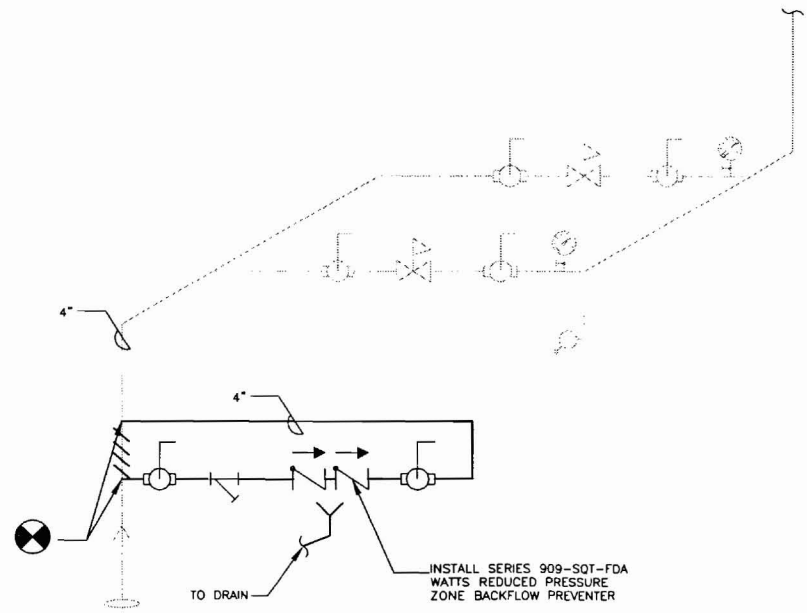 4"
4"
TO DRAIN
INSTALL SERIES 909-SQT-FDA
WATTS REDUCED PRESSURE
ZONE BACKFLOW PREVENTER